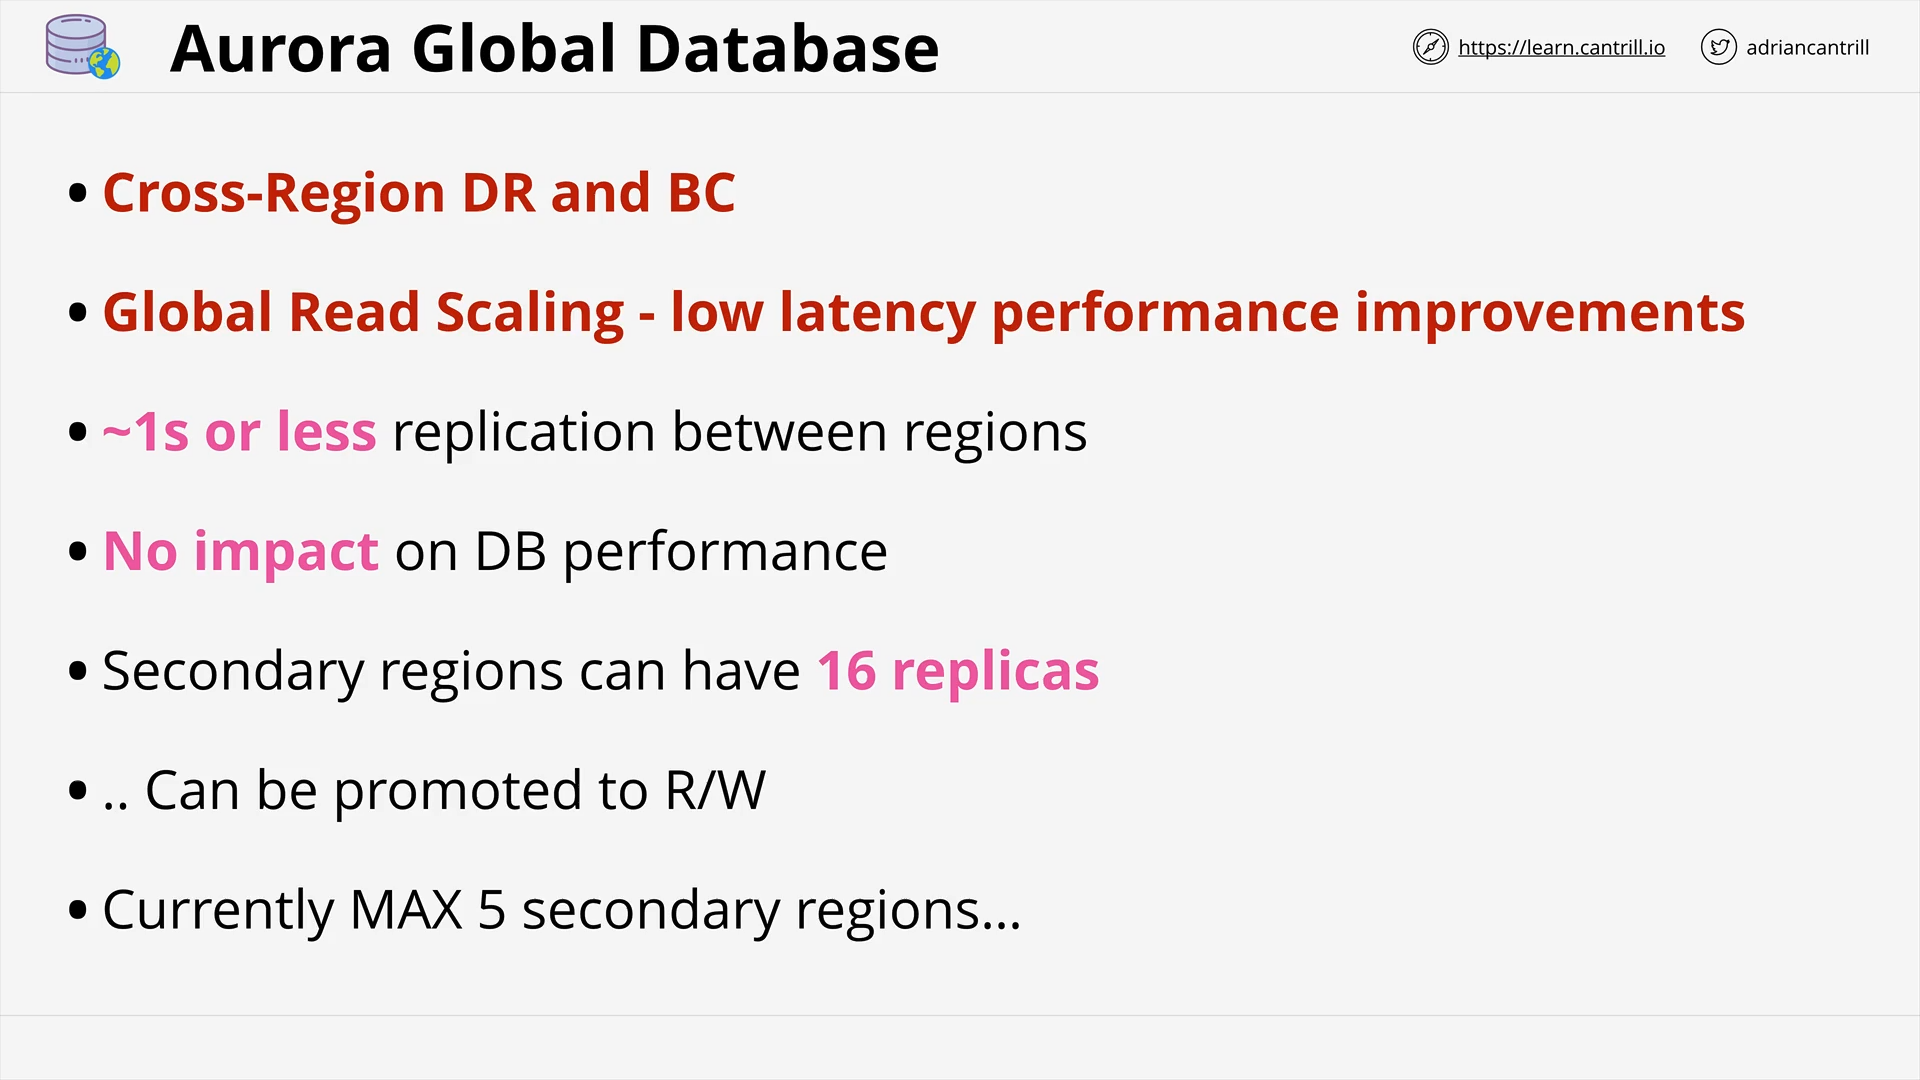 Aurora Global Database
https://learn.cantrill.io
adriancantrill
• Cross-Region DR and BC
• Global Read Scaling - low latency performance improvements
• ~1s or less replication between regions
• No impact on DB performance
• Secondary regions can have 16 replicas
• .. Can be promoted to R/W
• Currently MAX 5 secondary regions...